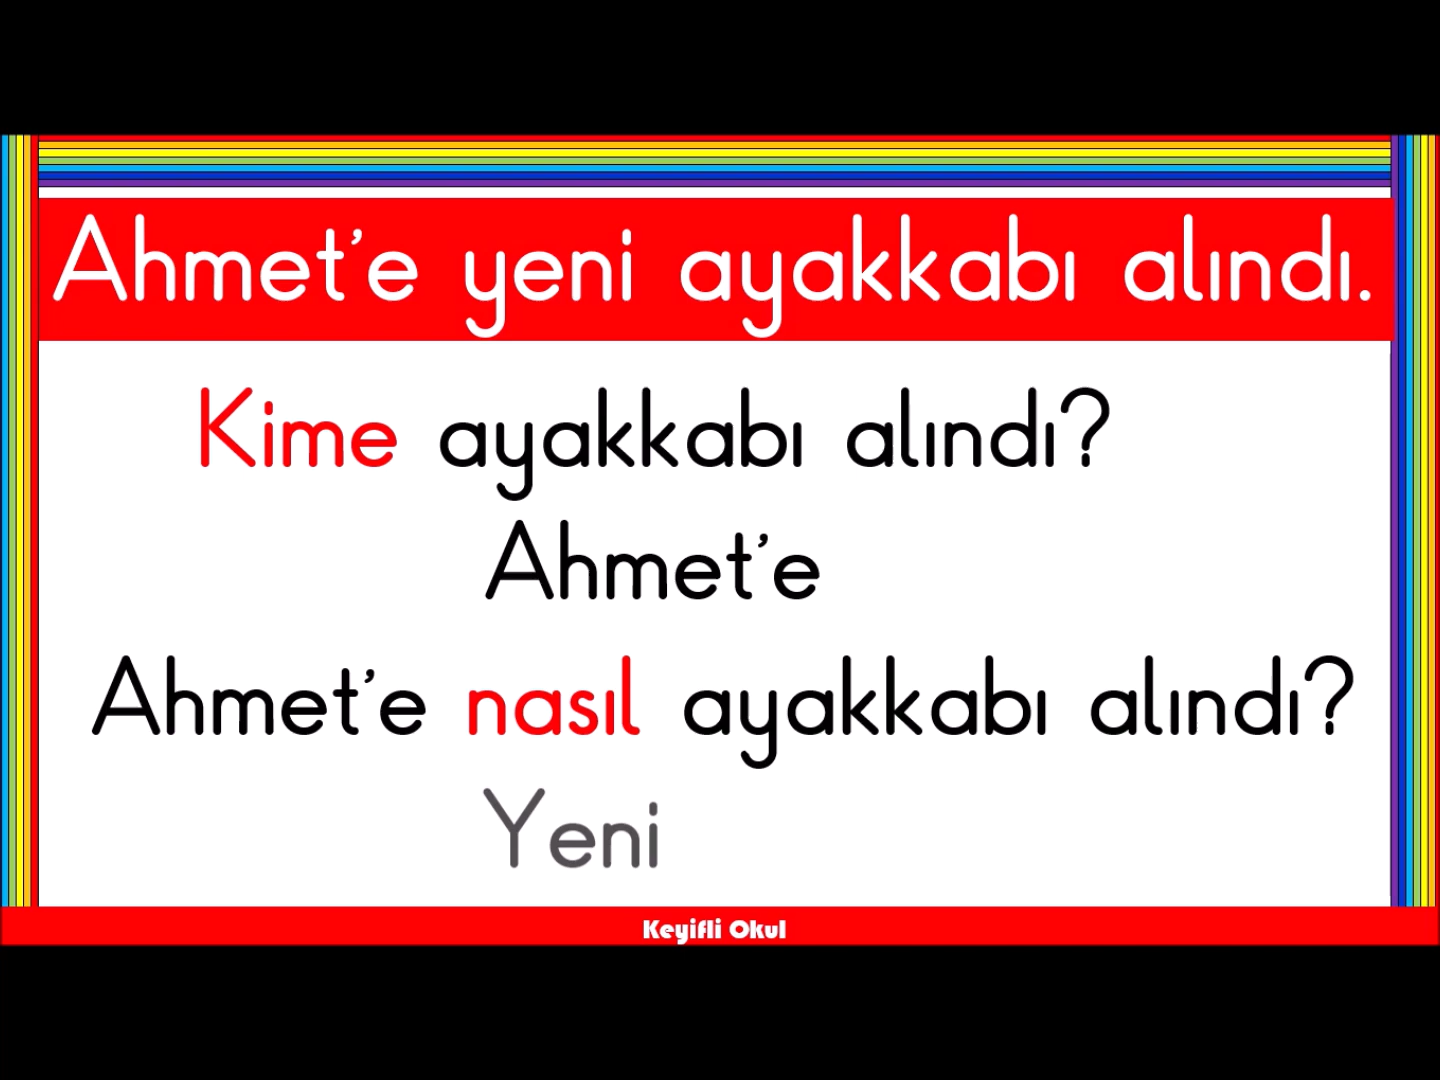 Ahmet'e yeni ayakkabı alındı.
Kime ayakkabı alındı?
Ahmet'e
Ahmet'e nasıl ayakkabı alındı?
Yeni
Keyifli Okul